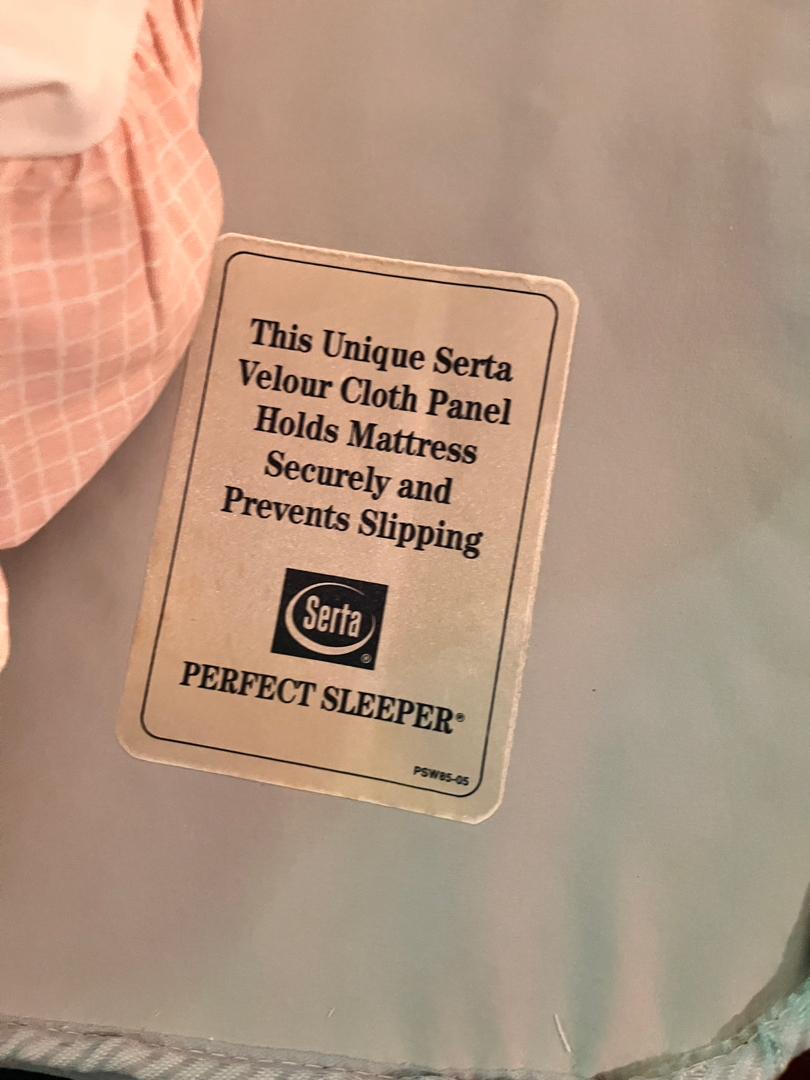 This Unique Serta
Velour Cloth Panel
Holds Mattress
Securely and
Prevents Slipping
Serta®
PERFECT SLEEPER®
PSW85-05